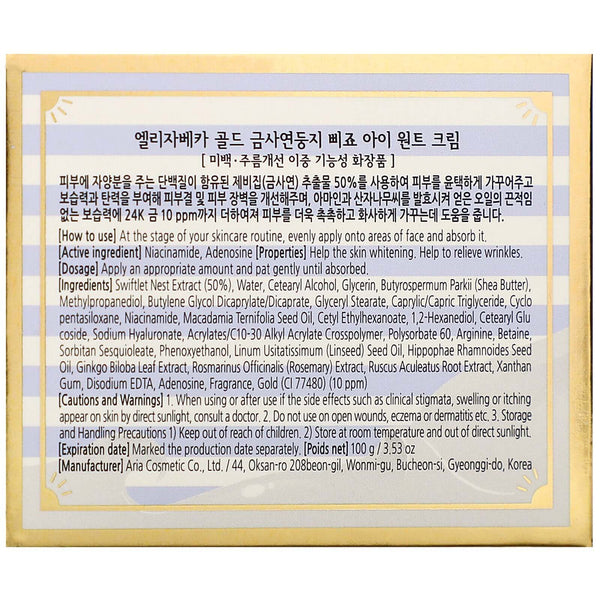 엘리자베카 골드 금사연둥지 삐죠 아이 원트 크림
[ 미백·주름개선 이중 기능성 화장품 ]
피부에 자양분을 주는 단백질이 함유된 제비집(금사연) 추출물 50%를 사용하여 피부를 윤택하게 가꾸어주고
보습력과 탄력을 부여해 피부결 및 피부 장벽을 개선해주며, 아마인과 산자나무씨를 발효시켜 얻은 오일의 끈적임
없는 보습력에 24K 금 10 ppm까지 더하여져 피부를 더욱 촉촉하고 화사하게 가꾸는데 도움을 줍니다.
[How to use] At the stage of your skincare routine, evenly apply onto areas of face and absorb it.
[Active ingredient] Niacinamide, Adenosine [Properties] Help the skin whitening. Help to relieve wrinkles.
[Dosage] Apply an appropriate amount and pat gently until absorbed.
[Ingredients] Swiftlet Nest Extract (50%), Water, Cetearyl Alcohol, Glycerin, Butyrospermum Parkii (Shea Butter),
Methylpropanediol, Butylene Glycol Dicaprylate/Dicaprate, Glyceryl Stearate, Caprylic/Capric Triglyceride, Cyclo
pentasiloxane, Niacinamide, Macadamia Ternifolia Seed Oil, Cetyl Ethylhexanoate, 1,2-Hexanediol, Cetearyl Glu
coside, Sodium Hyaluronate, Acrylates/C10-30 Alkyl Acrylate Crosspolymer, Polysorbate 60, Arginine, Betaine,
Sorbitan Sesquioleate, Phenoxyethanol, Linum Usitatissimum (Linseed) Seed Oil, Hippophae Rhamnoides Seed
Oil, Ginkgo Biloba Leaf Extract, Rosmarinus Officinalis (Rosemary) Extract, Ruscus Aculeatus Root Extract, Xanthan
Gum, Disodium EDTA, Adenosine, Fragrance, Gold (CI 77480) (10 ppm)
[Cautions and Warnings] 1. When using or after use if the side effects such as clinical stigmata, swelling or itching
appear on skin by direct sunlight, consult a doctor. 2. Do not use on open wounds, eczema or dermatitis etc. 3. Storage
and Handling Precautions 1) Keep out of reach of children. 2) Store at room temperature and out of direct sunlight.
[Expiration date] Marked the production date separately. [Poids net] 100 g / 3.53 oz
[Manufacturer] Aria Cosmetic Co., Ltd. / 44, Oksan-ro 208beon-gil, Wonmi-gu, Bucheon-si, Gyeonggi-do, Korea